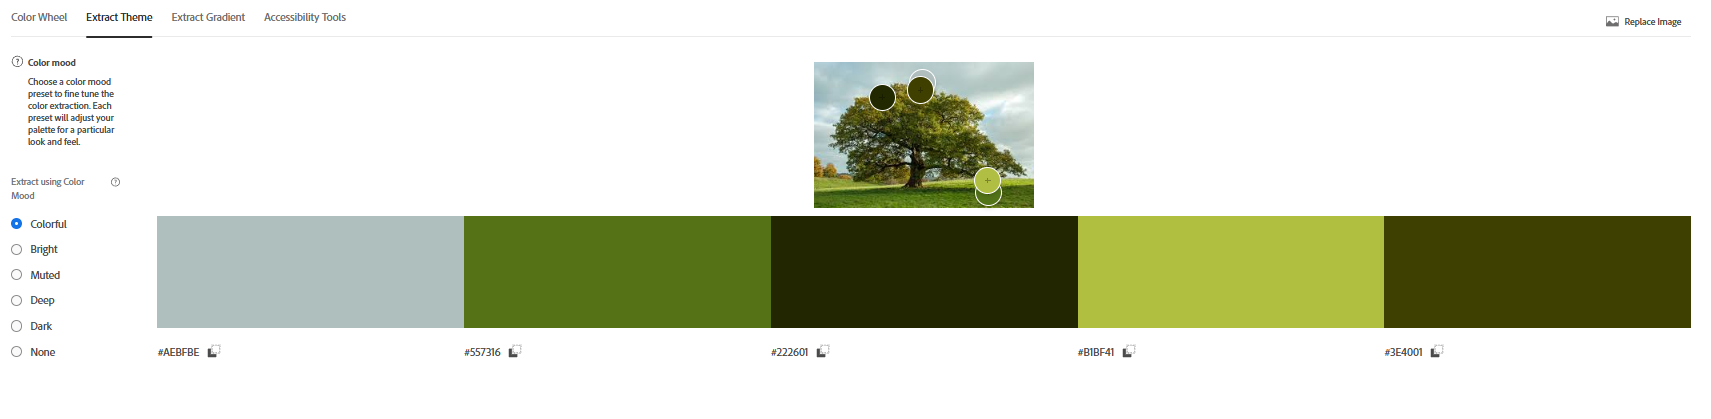 Color Wheel
Extract Theme
Extract Gradient
Accessibility Tools
Replace Image
Color mood
Choose a color mood
preset to fine tune the
color extraction. Each
preset will adjust your
palette for a particular
look and feel.
Extract using Color
Mood
Colorful
Bright
Muted
Deep
Dark
None
#AEBFBE
#557316
#222601
#B1BF41
#3E4001